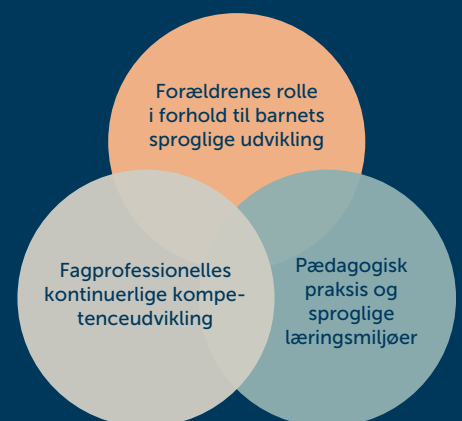 Forældrenes rolle
i forhold til barnets
sproglige udvikling
Fagprofessionelles
kontinuerlige kompe-
tenceudvikling
Pædagogisk
praksis og
sproglige
læringsmiljøer